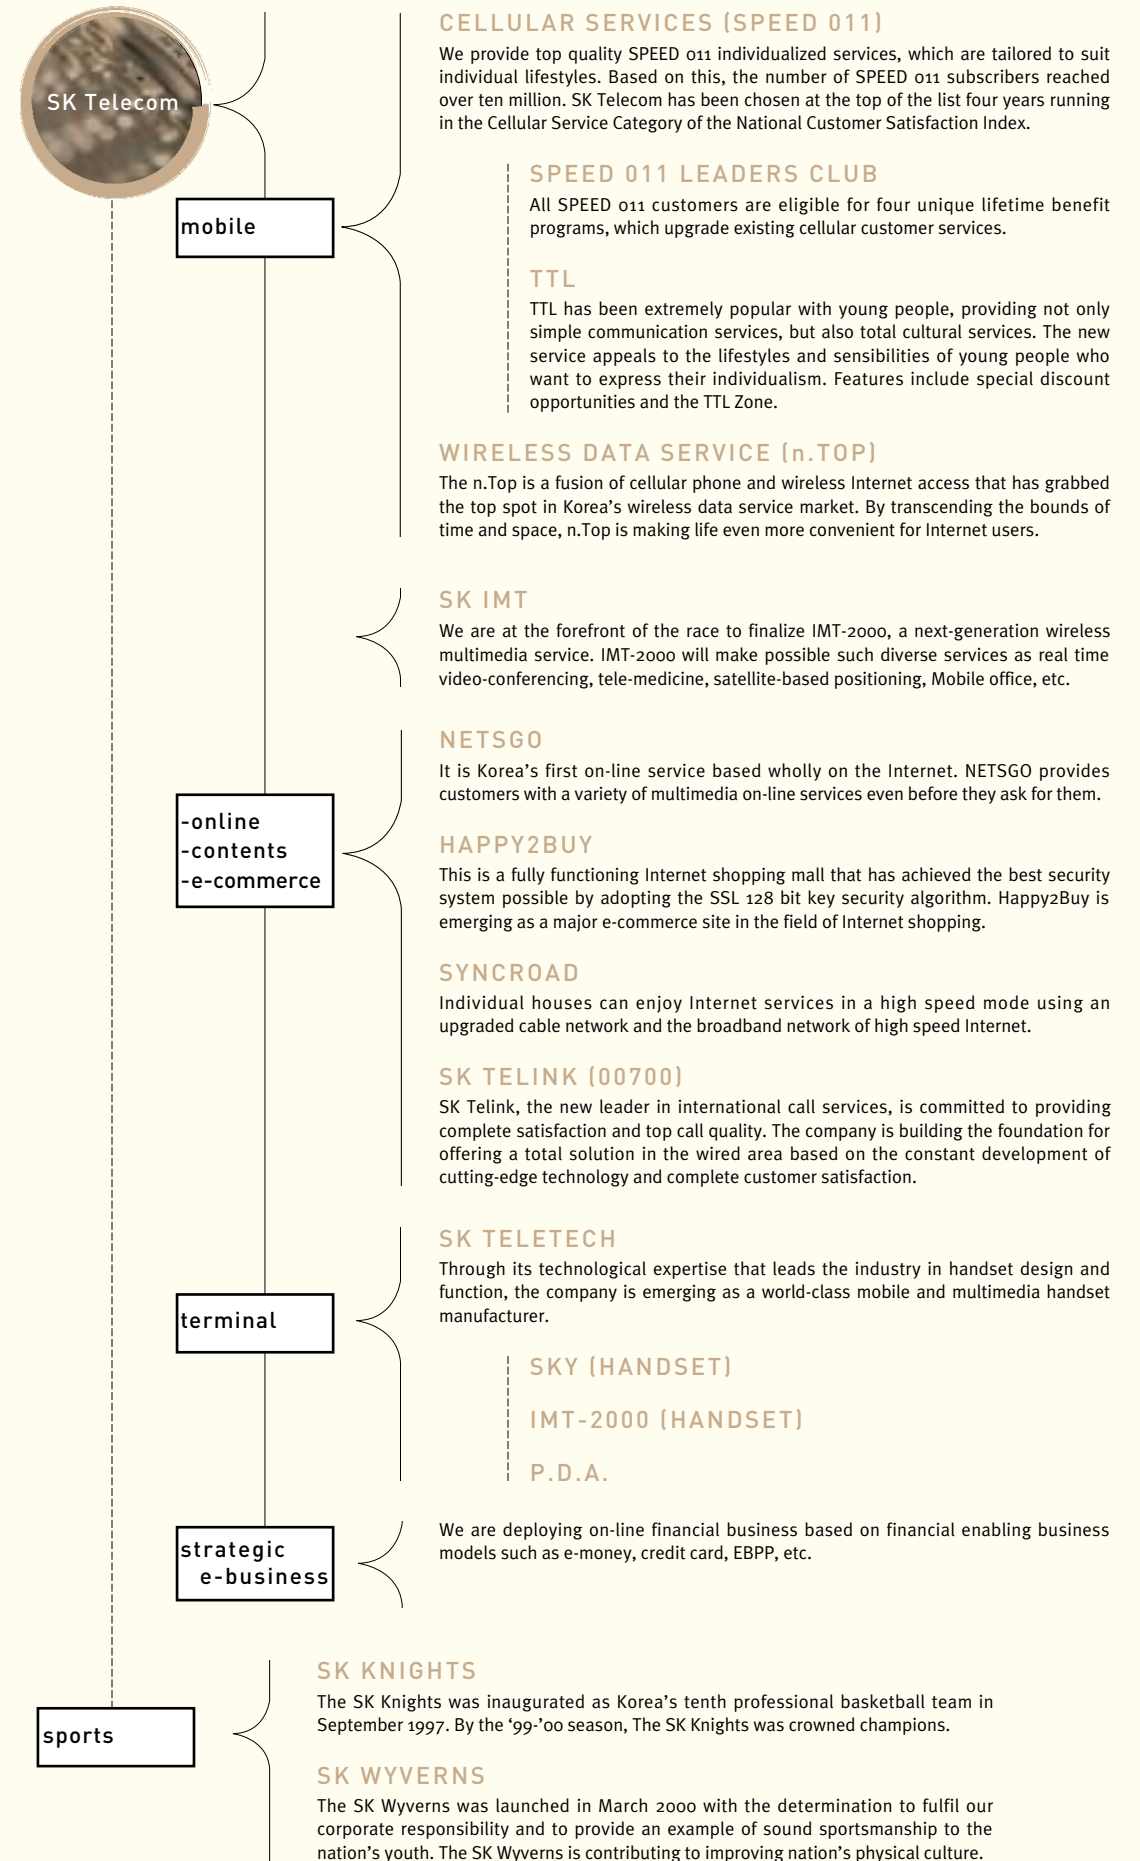 SK Telecom
CELLULAR SERVICES (SPEED 011)
We provide top quality SPEED 011 individualized services, which are tailored to suit
individual lifestyles. Based on this, the number of SPEED 011 subscribers reached
over ten million. SK Telecom has been chosen at the top of the list four years running
in the Cellular Service Category of the National Customer Satisfaction Index.
SPEED 011 LEADERS CLUB
All SPEED 011 customers are eligible for four unique lifetime benefit
programs, which upgrade existing cellular customer services.
mobile
TTL
TTL has been extremely popular with young people, providing not only
simple communication services, but also total cultural services. The new
service appeals to the lifestyles and sensibilities of young people who
want to express their individualism. Features include special discount
opportunities and the TTL Zone.
WIRELESS DATA SERVICE (n.TOP)
The n.Top is a fusion of cellular phone and wireless Internet access that has grabbed
the top spot in Korea's wireless data service market. By transcending the bounds of
time and space, n.Top is making life even more convenient for Internet users.
SK IMT
We are at the forefront of the race to finalize IMT-2000, a next-generation wireless
multimedia service. IMT-2000 will make possible such diverse services as real time
video-conferencing, tele-medicine, satellite-based positioning, Mobile office, etc.
NETSGO
It is Korea's first on-line service based wholly on the Internet. NETSGO provides
customers with a variety of multimedia on-line services even before they ask for them.
-online
-contents
-e-commerce
HAPPY2BUY
This is a fully functioning Internet shopping mall that has achieved the best security
system possible by adopting the SSL 128 bit key security algorithm. Happy2Buy is
emerging as a major e-commerce site in the field of Internet shopping.
SYNCROAD
Individual houses can enjoy Internet services in a high speed mode using an
upgraded cable network and the broadband network of high speed Internet.
SK TELINK (00700)
SK Telink, the new leader in international call services, is committed to providing
complete satisfaction and top call quality. The company is building the foundation for
offering a total solution in the wired area based on the constant development of
cutting-edge technology and complete customer satisfaction.
SK TELETECH
Through its technological expertise that leads the industry in handset design and
function, the company is emerging as a world-class mobile and multimedia handset
manufacturer.
terminal
SKY (HANDSET)
IMT-2000 (HANDSET)
P.D.A.
strategic
e-business
We are deploying on-line financial business based on financial enabling business
models such as e-money, credit card, EBPP, etc.
SK KNIGHTS
The SK Knights was inaugurated as Korea's tenth professional basketball team in
September 1997. By the ‘99-’00 season, The SK Knights was crowned champions.
sports
SK WYVERNS
The SK Wyverns was launched in March 2000 with the determination to fulfil our
corporate responsibility and to provide an example of sound sportsmanship to the
nation's youth. The SK Wyverns is contributing to improving nation's physical culture.